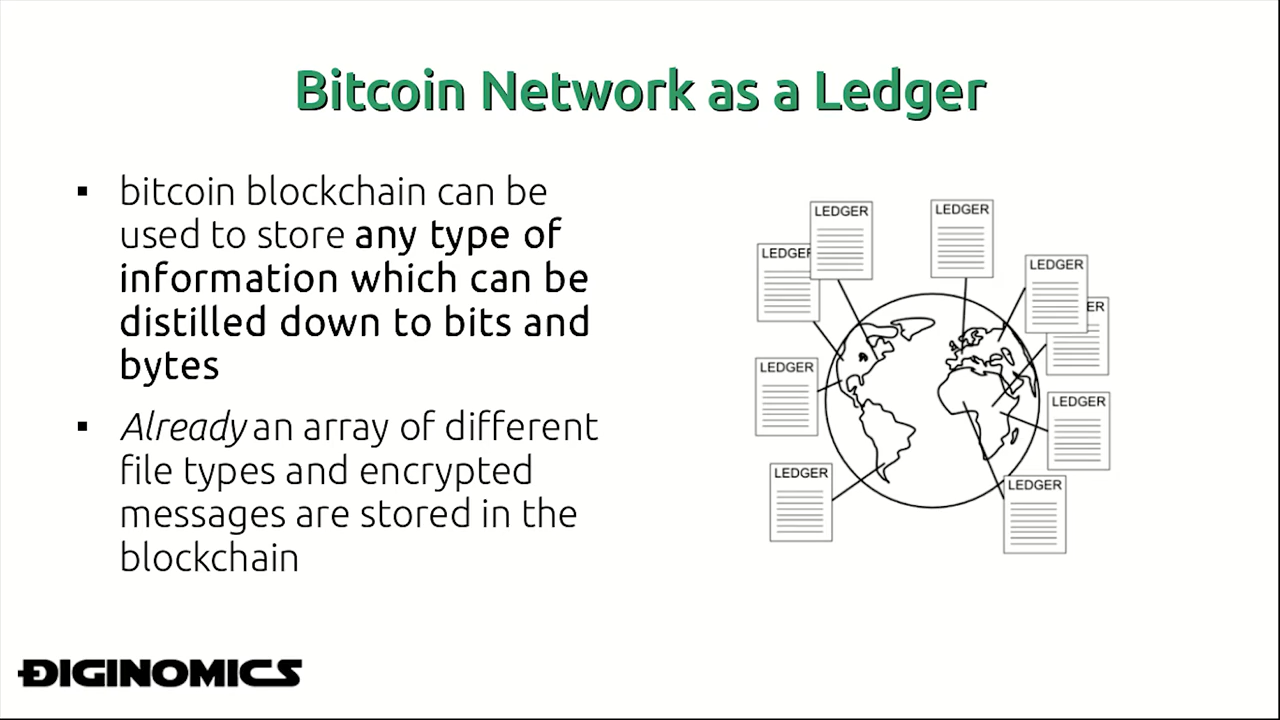 Bitcoin Network as a Ledger
▪ bitcoin blockchain can be
used to store any type of
information which can be
distilled down to bits and
bytes
▪ Already an array of different
file types and encrypted
messages are stored in the
blockchain
LEDGER
LEDGER
LEDGER
LEDGER
ER
LEDGER
LEDGER
LEDGER
LEDGER
DIGINOMICS